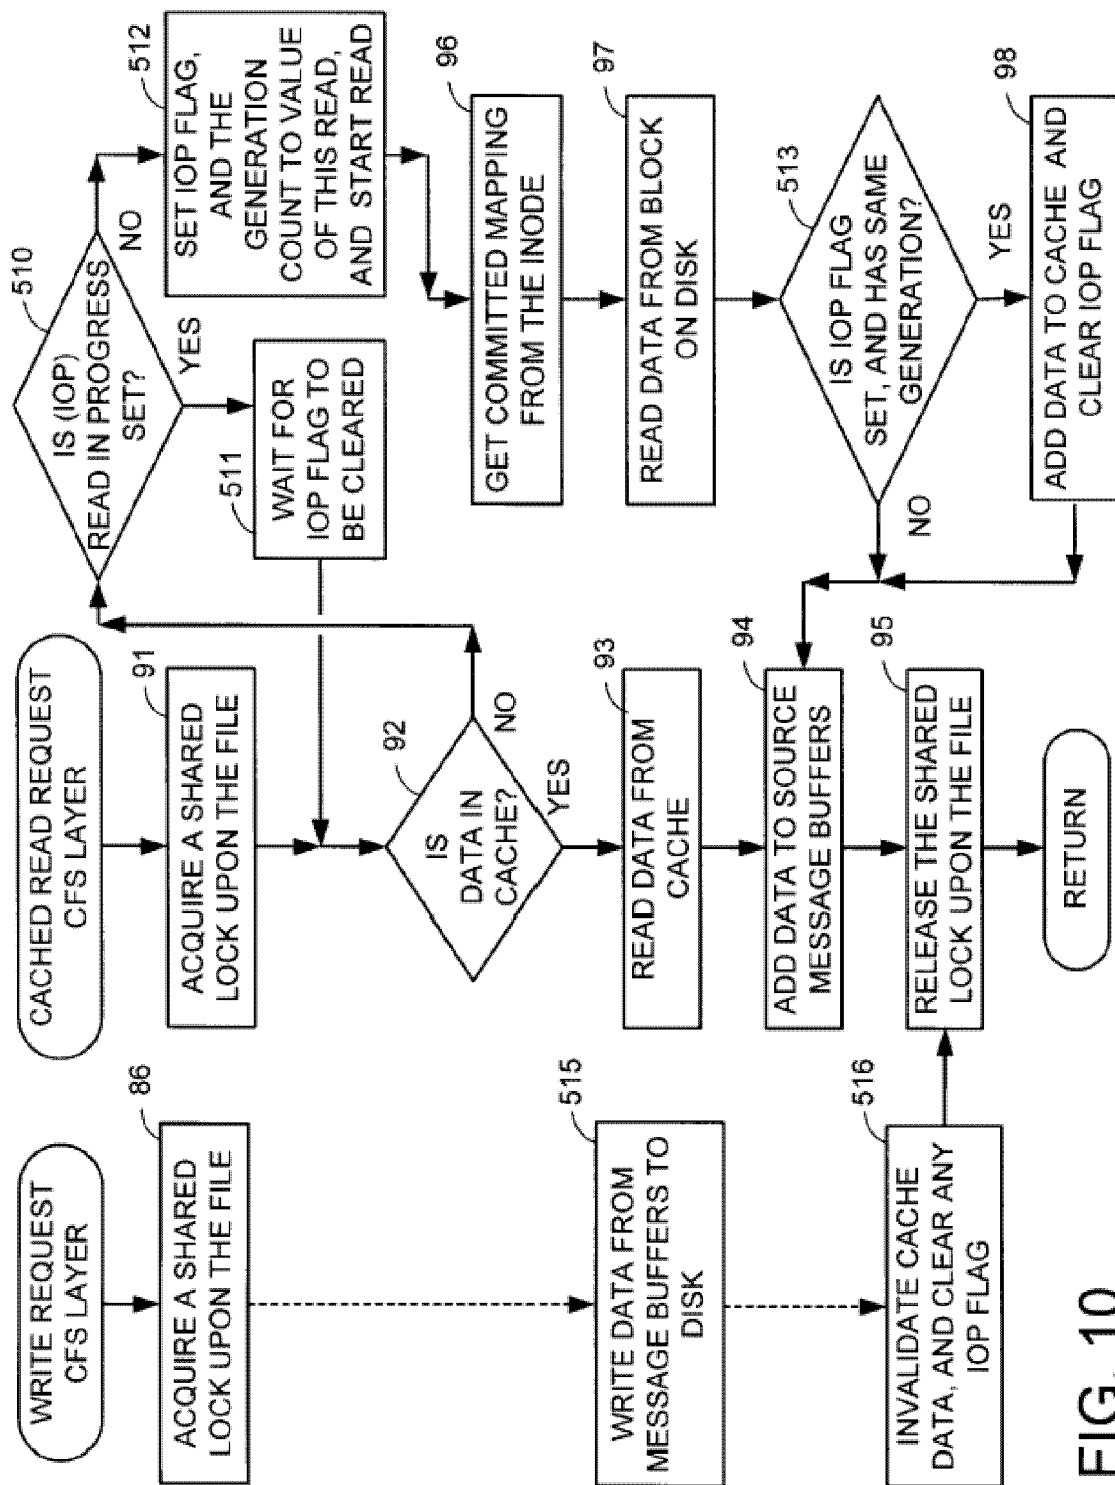 WRITE REQUEST
CFS LAYER
86
ACQUIRE A SHARED
LOCK UPON THE FILE
515
WRITE DATA FROM
MESSAGE BUFFERS TO
DISK
516
INVALIDATE CACHE
DATA, AND CLEAR ANY
IOP FLAG
CACHED READ REQUEST
CFS LAYER
91
ACQUIRE A SHARED
LOCK UPON THE FILE
92
IS
DATA IN
CACHE?
NO
YES
93
READ DATA FROM
CACHE
94
ADD DATA TO SOURCE
MESSAGE BUFFERS
95
RELEASE THE SHARED
LOCK UPON THE FILE
RETURN
510
IS (IOP)
READ IN PROGRESS
SET?
NO
YES
511
WAIT FOR
IOP FLAG TO
BE CLEARED
512
SET IOP FLAG,
AND THE
GENERATION
COUNT TO VALUE
OF THIS READ,
AND START READ
96
GET COMMITTED MAPPING
FROM THE INODE
97
READ DATA FROM BLOCK
ON DISK
513
IS IOP FLAG
SET, AND HAS SAME
GENERATION?
NO
YES
98
ADD DATA TO CACHE AND
CLEAR IOP FLAG
FIG. 10